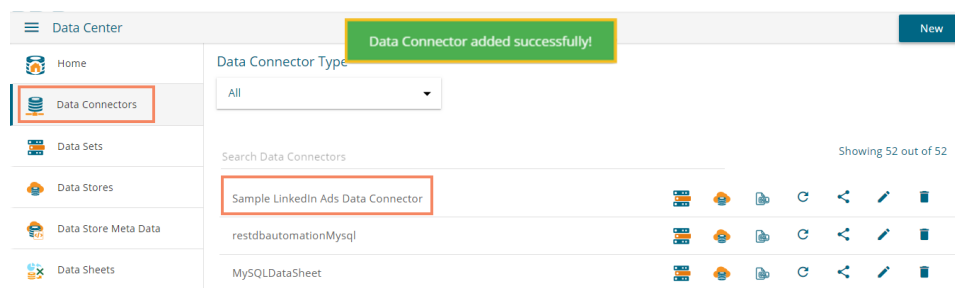 Data Center
Data Connector added successfully!
New
Home
Data Connectors
Data Sets
Data Stores
Data Store Meta Data
Data Sheets
Data Connector Type
All
Search Data Connectors
Showing 52 out of 52
Sample LinkedIn Ads Data Connector
restdbautomationMysql
MySQLDataSheet